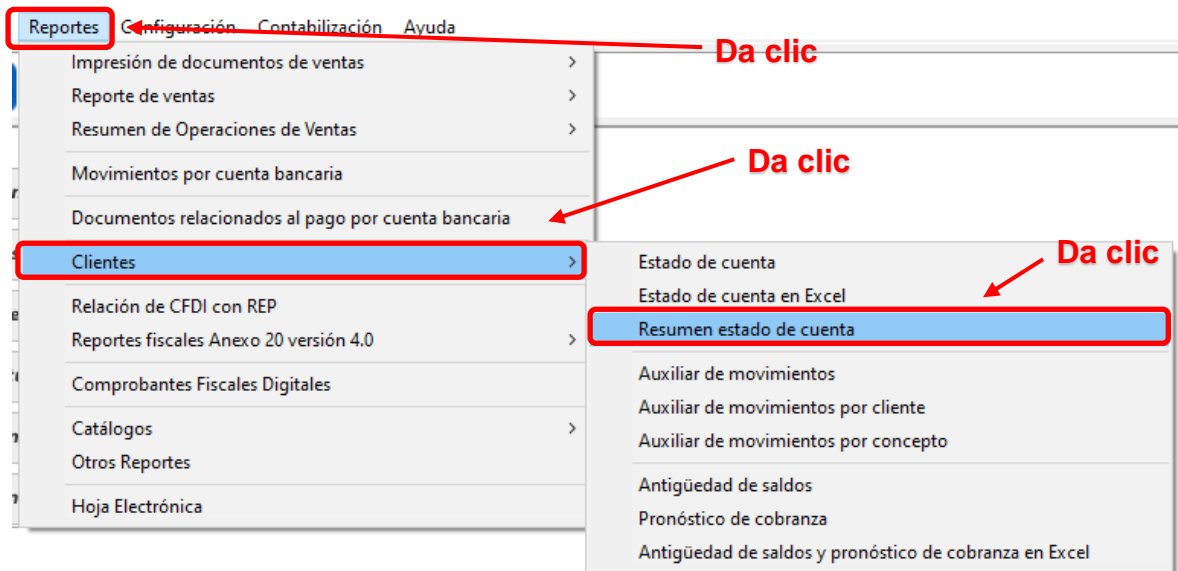 Reportes Configuración Contabilización Ayuda
Da clic
Impresión de documentos de ventas
Reporte de ventas
Resumen de Operaciones de Ventas
Da clic
Movimientos por cuenta bancaria
Documentos relacionados al pago por cuenta bancaria
Clientes
Relación de CFDI con REP
Reportes fiscales Anexo 20 versión 4.0
Comprobantes Fiscales Digitales
Catálogos
Otros Reportes
Hoja Electrónica
Da clic
Estado de cuenta
Estado de cuenta en Excel
Resumen estado de cuenta
Auxiliar de movimientos
Auxiliar de movimientos por cliente
Auxiliar de movimientos por concepto
Antigüedad de saldos
Pronóstico de cobranza
Antigüedad de saldos y pronóstico de cobranza en Excel